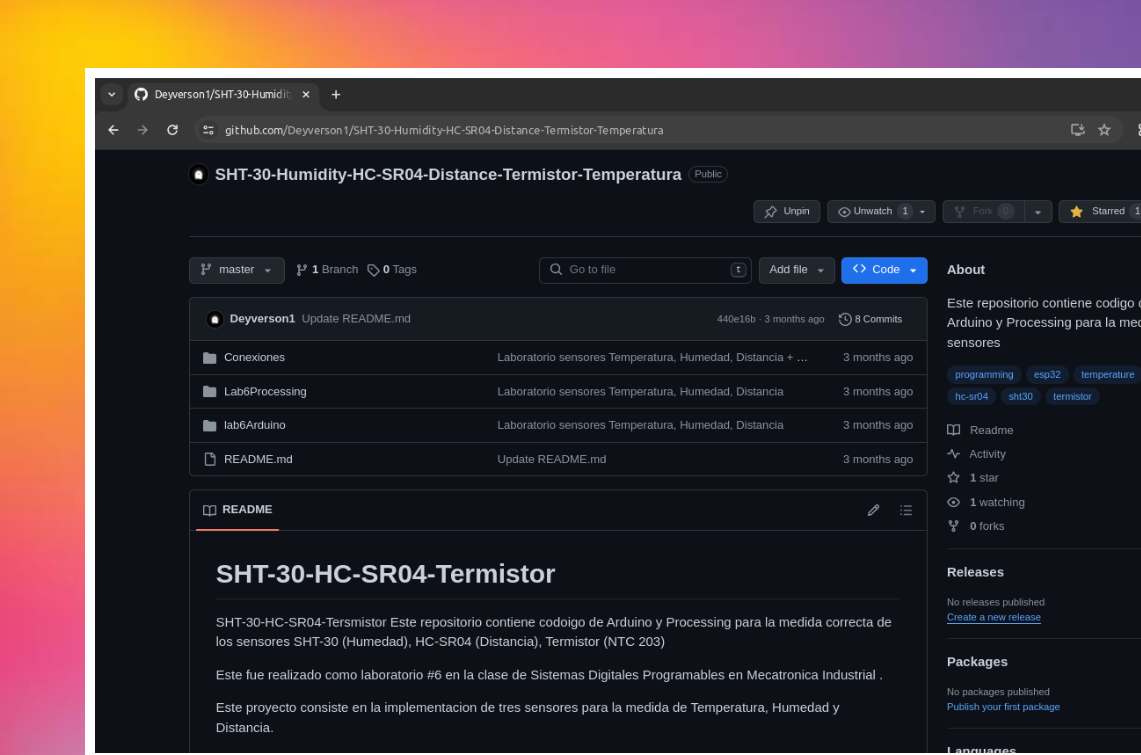 Deyverson1/SHT-30-Humidit
github.com/Deyverson1/SHT-30-Humidity-HC-SR04-Distance-Termistor-Temperatura
SHT-30-Humidity-HC-SR04-Distance-Termistor-Temperatura Public
Unpin Unwatch 1 Fork 0 Starred 1
master 1 Branch 0 Tags Go to file t Add file Code
Deyverson1 Update README.md 440e16b · 3 months ago 8 Commits
Conexiones Laboratorio sensores Temperatura, Humedad, Distancia + ... 3 months ago
Lab6Processing Laboratorio sensores Temperatura, Humedad, Distancia 3 months ago
lab6Arduino Laboratorio sensores Temperatura, Humedad, Distancia 3 months ago
README.md Update README.md 3 months ago
README
SHT-30-HC-SR04-Termistor
SHT-30-HC-SR04-Tersmistor Este repositorio contiene codoigo de Arduino y Processing para la medida correcta de
los sensores SHT-30 (Humedad), HC-SR04 (Distancia), Termistor (NTC 203)
Este fue realizado como laboratorio #6 en la clase de Sistemas Digitales Programables en Mecatronica Industrial .
Este proyecto consiste en la implementacion de tres sensores para la medida de Temperatura, Humedad y
Distancia.
About
Este repositorio contiene codigo
Arduino y Processing para la med
sensores
programming esp32 temperature
hc-sr04 sht30 termistor
Readme
Activity
1 star
1 watching
0 forks
Releases
No releases published
Create a new release
Packages
No packages published
Publish your first package
Languages